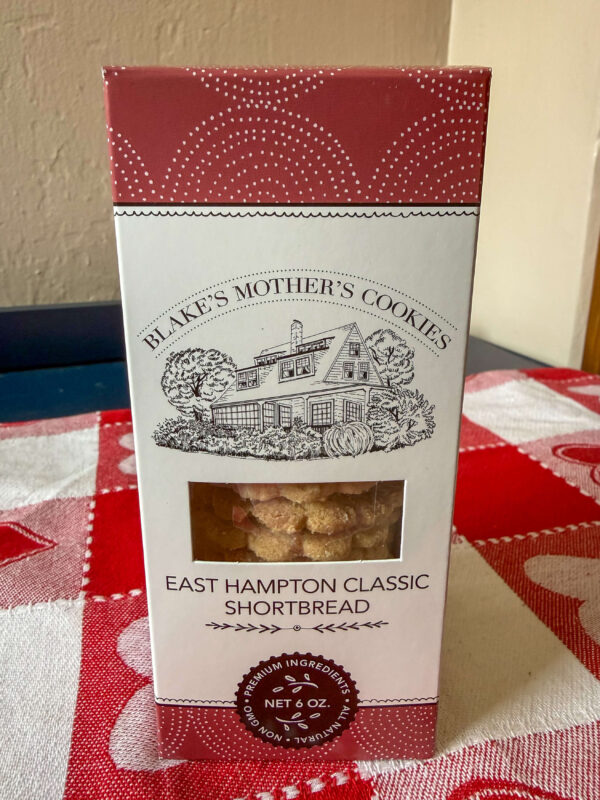 BLAKE'S MOTHER'S COOKIES
EAST HAMPTON CLASSIC
SHORTBREAD
PREMIUM INGREDIENTS • ALL NATURAL • NON GMO •
NET 6 OZ.